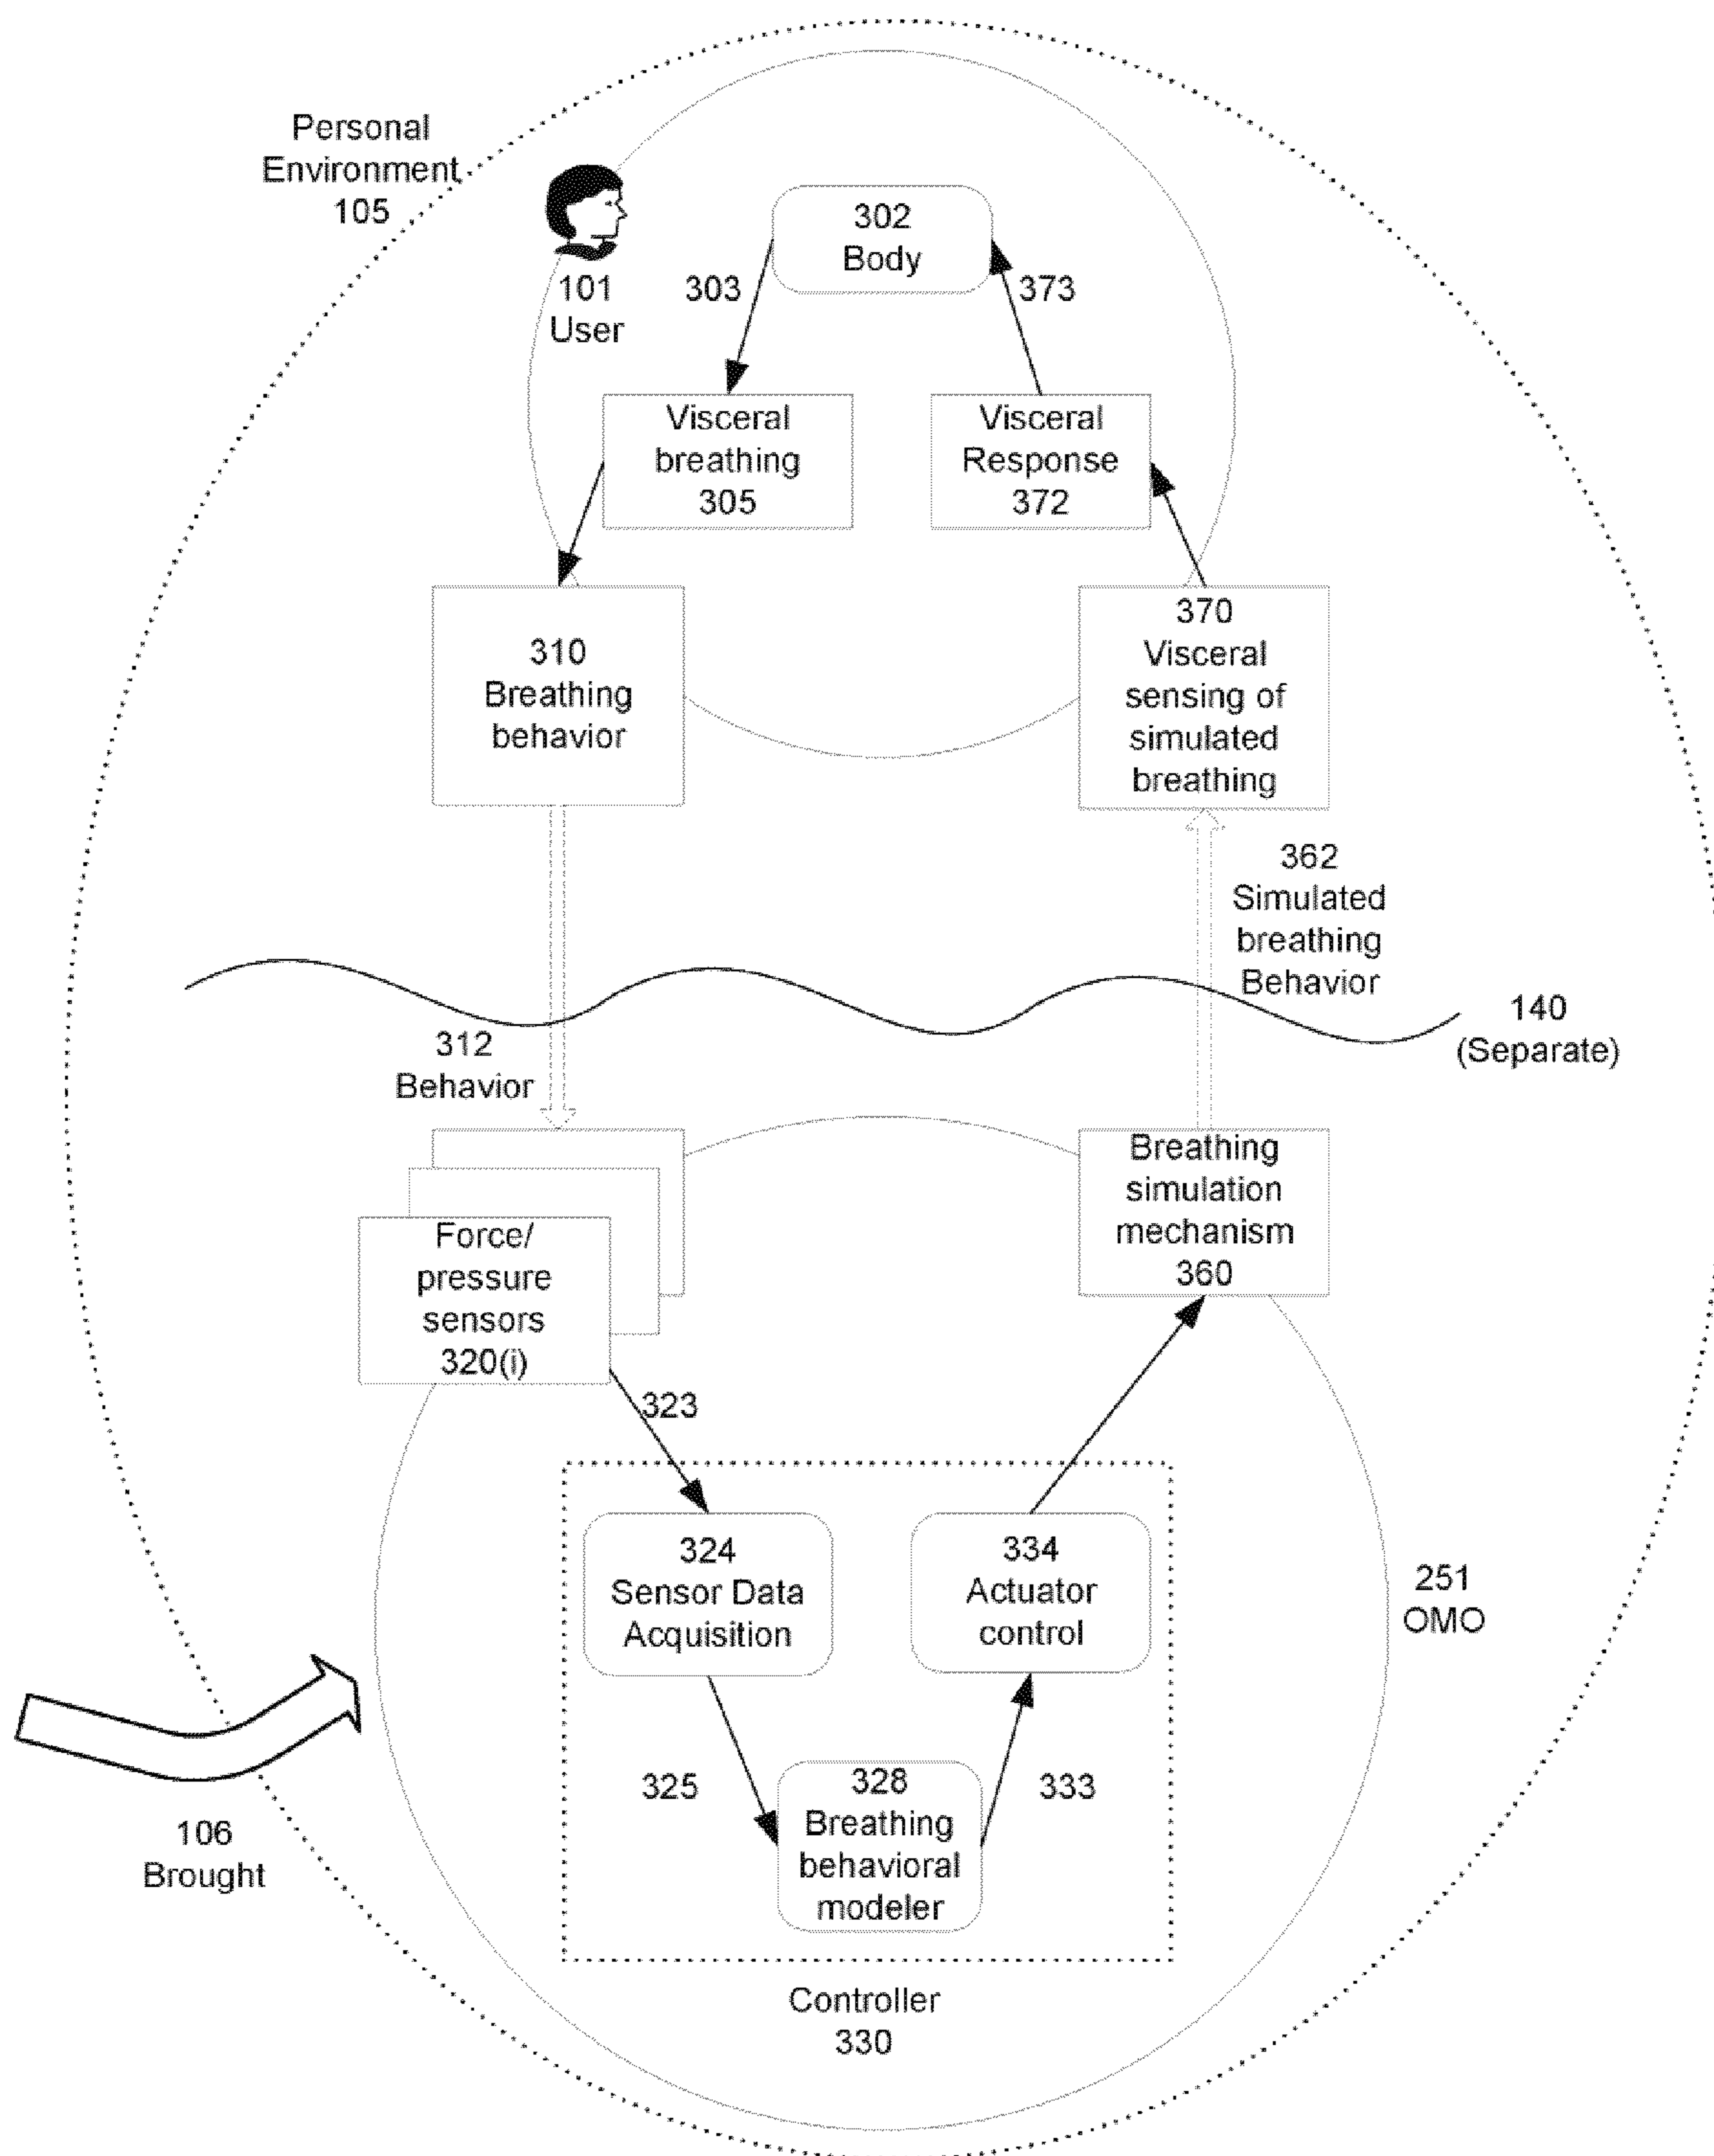 Personal
Environment
105
101
User
302
Body
303
373
Visceral
breathing
305
Visceral
Response
372
310
Breathing
behavior
370
Visceral
sensing of
simulated
breathing
362
Simulated
breathing
Behavior
140
(Separate)
312
Behavior
Force/
pressure
sensors
320(i)
Breathing
simulation
mechanism
360
323
324
Sensor Data
Acquisition
334
Actuator
control
251
OMO
325
328
Breathing
behavioral
modeler
333
106
Brought
Controller
330